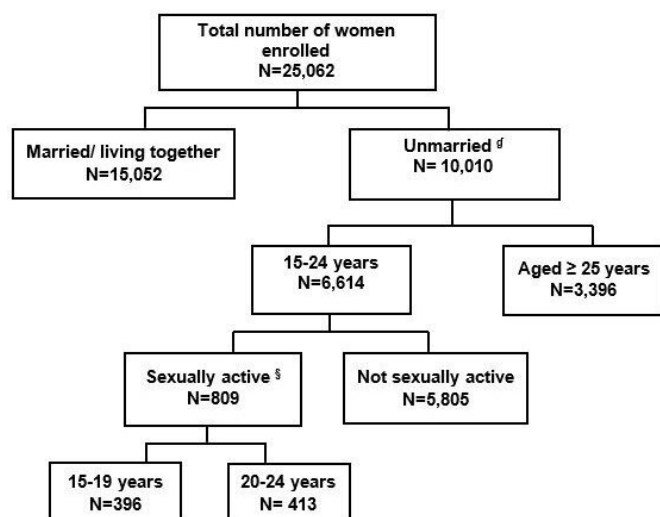 Total number of women
enrolled
N=25,062
Married/ living together
N=15,052
Unmarried ɠ
N= 10,010
15-24 years
N=6,614
Aged ≥ 25 years
N=3,396
Sexually active §
N=809
Not sexually active
N=5,805
15-19 years
N=396
20-24 years
N= 413